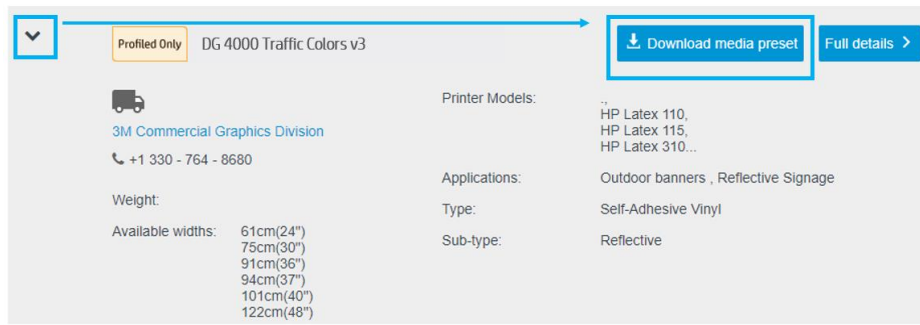 Profiled Only
DG 4000 Traffic Colors v3
Download media preset
Full details
3M Commercial Graphics Division
+1 330 - 764 - 8680
Weight:
Available widths:
61cm(24")
75cm(30")
91cm(36")
94cm(37")
101cm(40")
122cm(48")
Printer Models:
.,
HP Latex 110,
HP Latex 115,
HP Latex 310...
Applications:
Outdoor banners , Reflective Signage
Type:
Self-Adhesive Vinyl
Sub-type:
Reflective